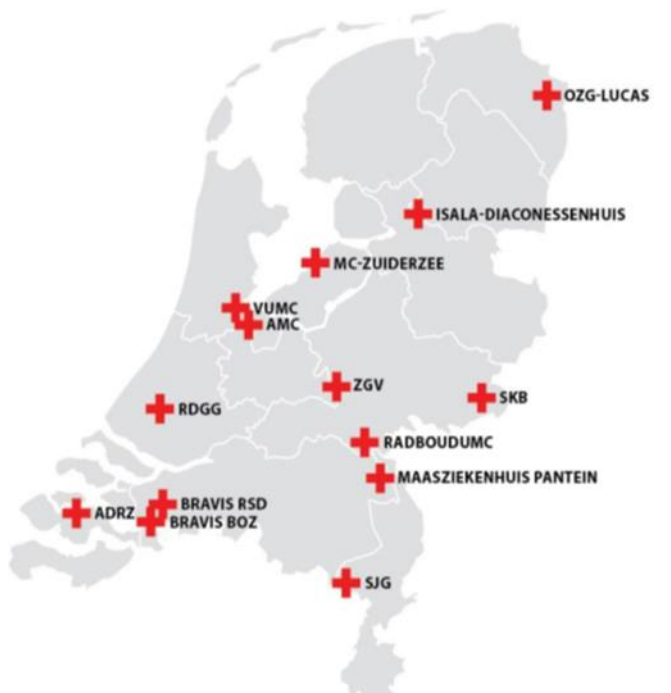 OZG-LUCAS
ISALA-DIACONESSENHUIS
MC-ZUIDERZEE
VUMC
AMC
ZGV
SKB
RDGG
RADBOUDUMC
MAASZIEKENHUIS PANTEIN
BRAVIS RSD
ADRZ
BRAVIS BOZ
SJG